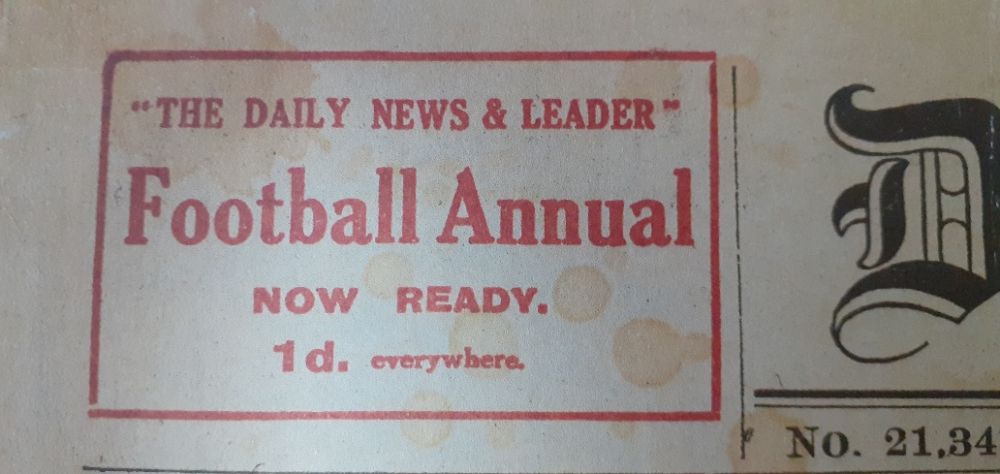 "THE DAILY NEWS & LEADER"
Football Annual
NOW READY.
1d. everywhere.
D
No. 21,34